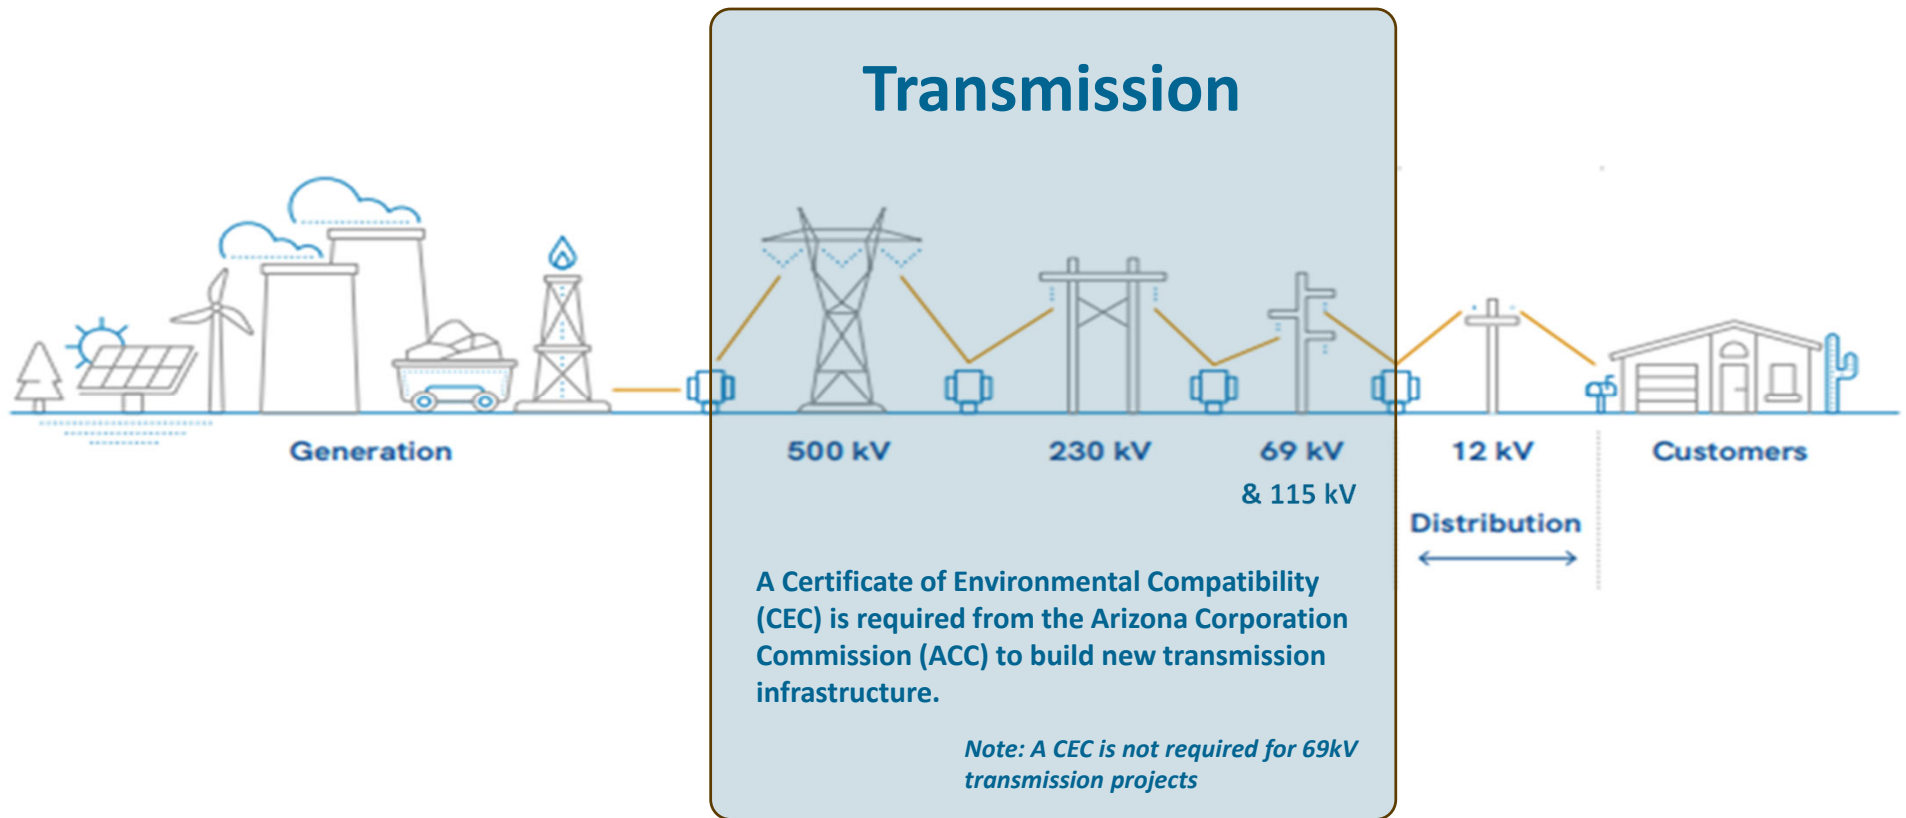 Transmission
Generation
500 kV
230 kV
69 kV
& 115 kV
12 kV
Customers
Distribution
A Certificate of Environmental Compatibility
(CEC) is required from the Arizona Corporation
Commission (ACC) to build new transmission
infrastructure.
Note: A CEC is not required for 69kV
transmission projects